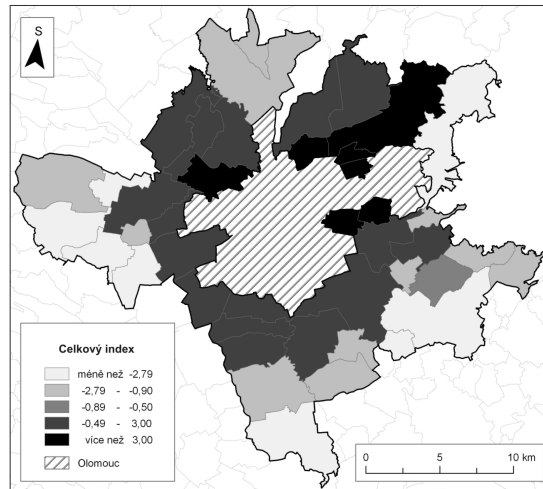 S
Celkový index
méně než -2,79
-2,79 - -0,90
-0,89 - -0,50
-0,49 - 3,00
více než 3,00
Olomouc
0 5 10 km